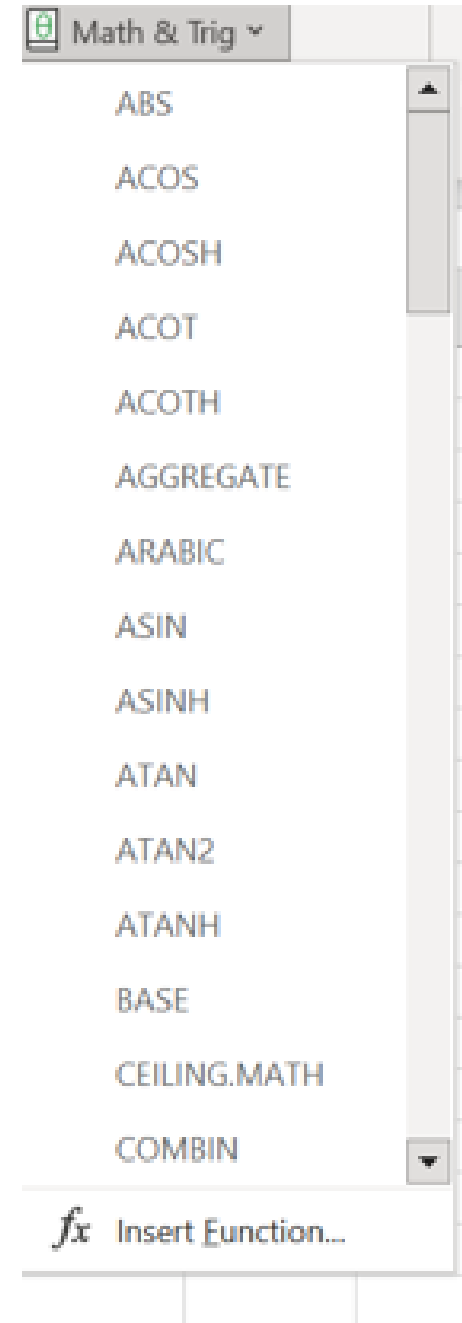 Math & Trig
ABS
ACOS
ACOSH
ACOT
ACOTH
AGGREGATE
ARABIC
ASIN
ASINH
ATAN
ATAN2
ATANH
BASE
CEILING.MATH
COMBIN
fx Insert Function...